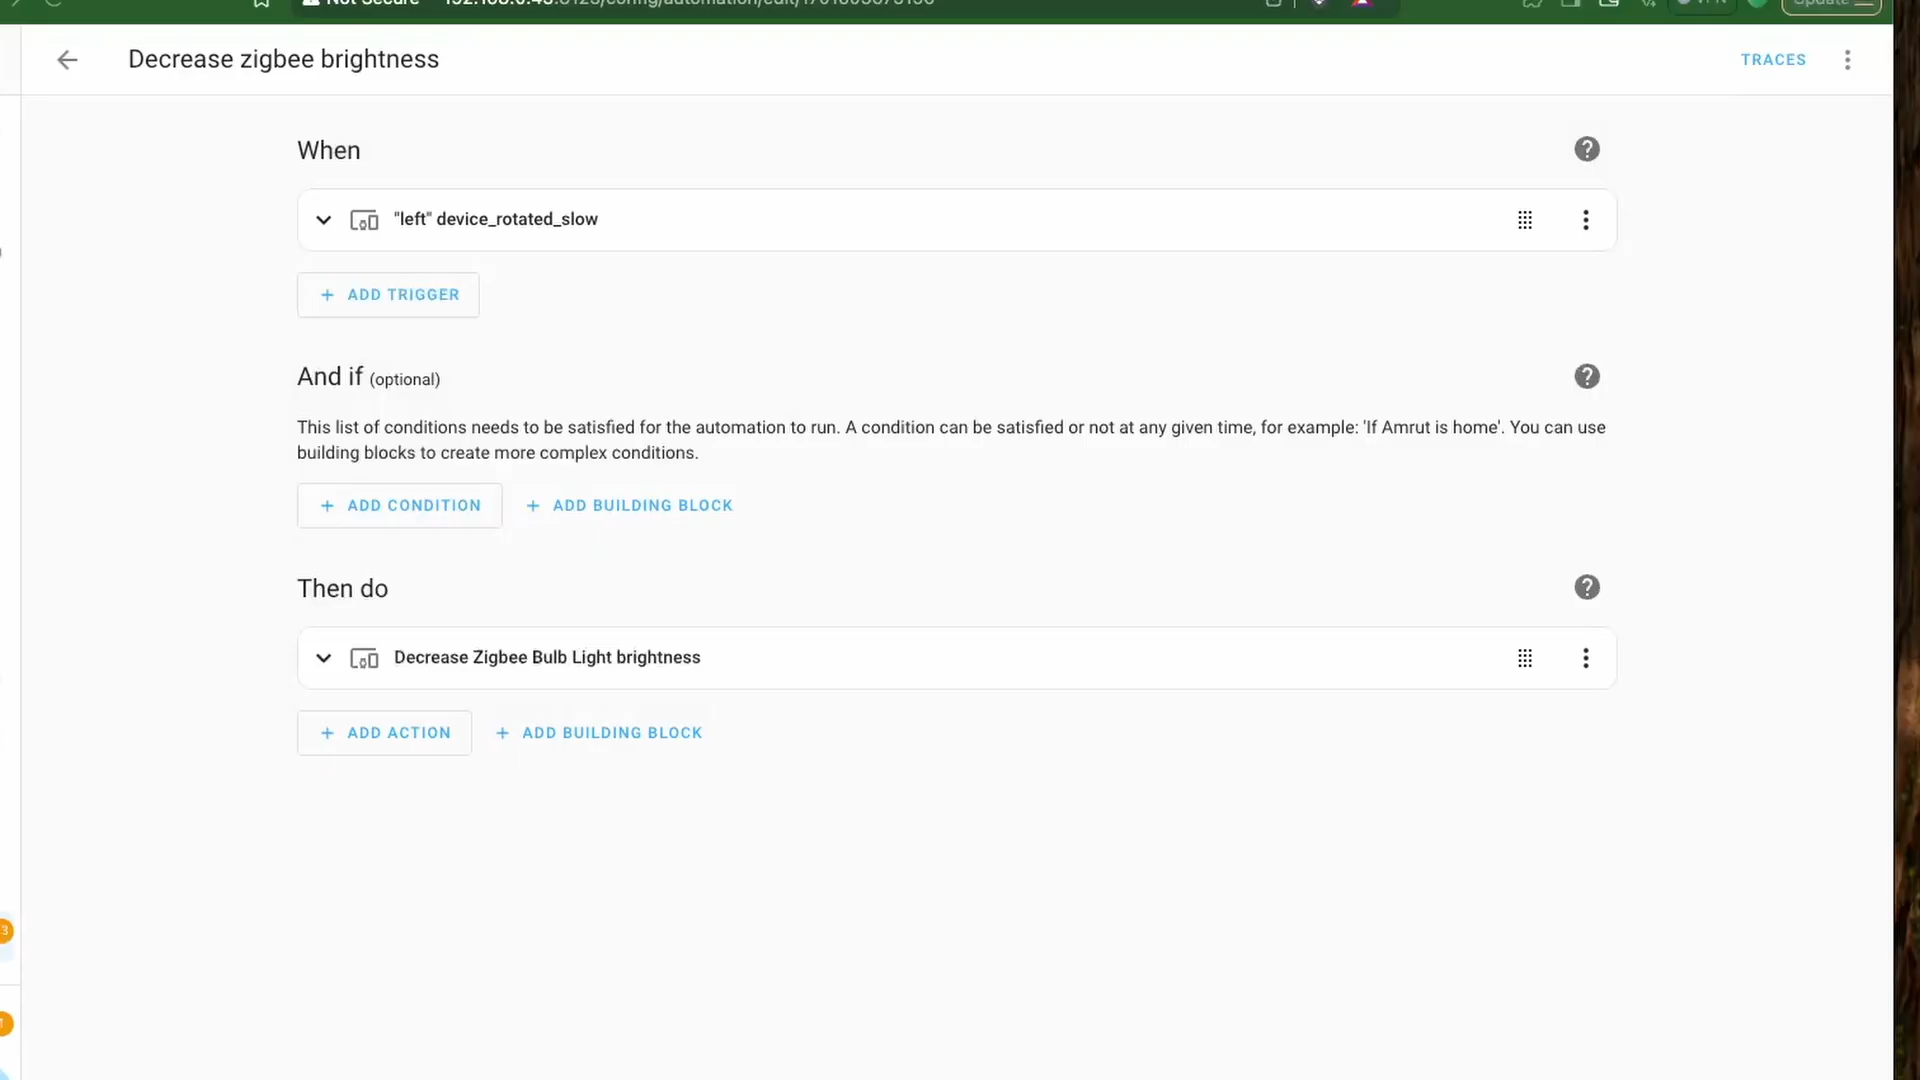 Decrease zigbee brightness
TRACES
When
"left" device_rotated_slow
+ ADD TRIGGER
And if (optional)
This list of conditions needs to be satisfied for the automation to run. A condition can be satisfied or not at any given time, for example: 'If Amrut is home'. You can use
building blocks to create more complex conditions.
+ ADD CONDITION + ADD BUILDING BLOCK
Then do
Decrease Zigbee Bulb Light brightness
+ ADD ACTION + ADD BUILDING BLOCK
3
1